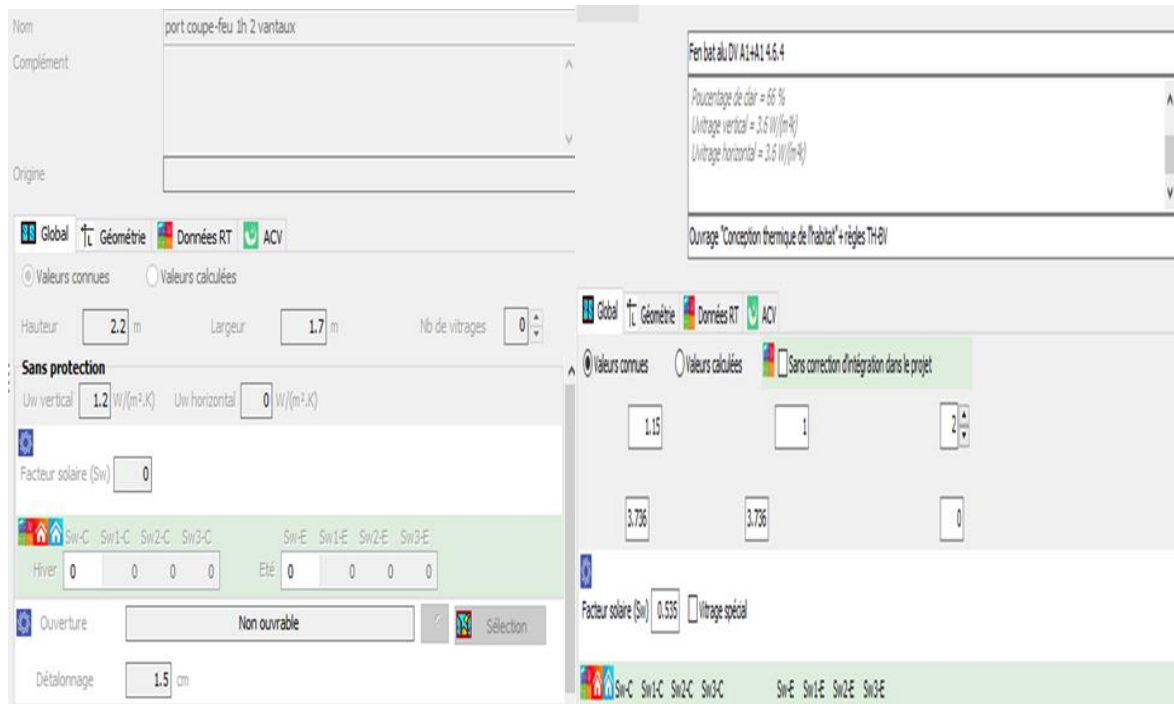 Nom port coupe-feu 1h 2 vantaux
Complément
Origine
Global Géométrie Données RT ACV
Valeurs connues Valeurs calculées
Hauteur 2.2 m Largeur 1.7 m Nb de vitrages 0
Sans protection
Uw vertical 1.2 W/(m².K) Uw horizontal 0 W/(m².K)
Facteur solaire (Sw) 0
Sw-C Sw1-C Sw2-C Sw3-C Sw-E Sw1-E Sw2-E Sw3-E
Hiver 0 0 0 0 Eté 0 0 0 0
Ouverture Non ouvrable Sélection
Détalonnage 1.5 cm
Fen bat alu DV A1+A1 4.6.4
Poucentage de clair = 66 %
Uvitrage vertical = 3.6 W/(m²k)
Uvitrage horizontal = 3.6 W/(m²k)
Ouvrage "Conception thermique de l'habitat" + règles TH-BV
Global Géométrie Données RT ACV
Valeurs connues Valeurs calculées Sans correction d'intégration dans le projet
1.15 1 2
3.736 3.736 0
Facteur solaire (Sw) 0.535 Vitrage spécial
Sw-C Sw1-C Sw2-C Sw3-C Sw-E Sw1-E Sw2-E Sw3-E